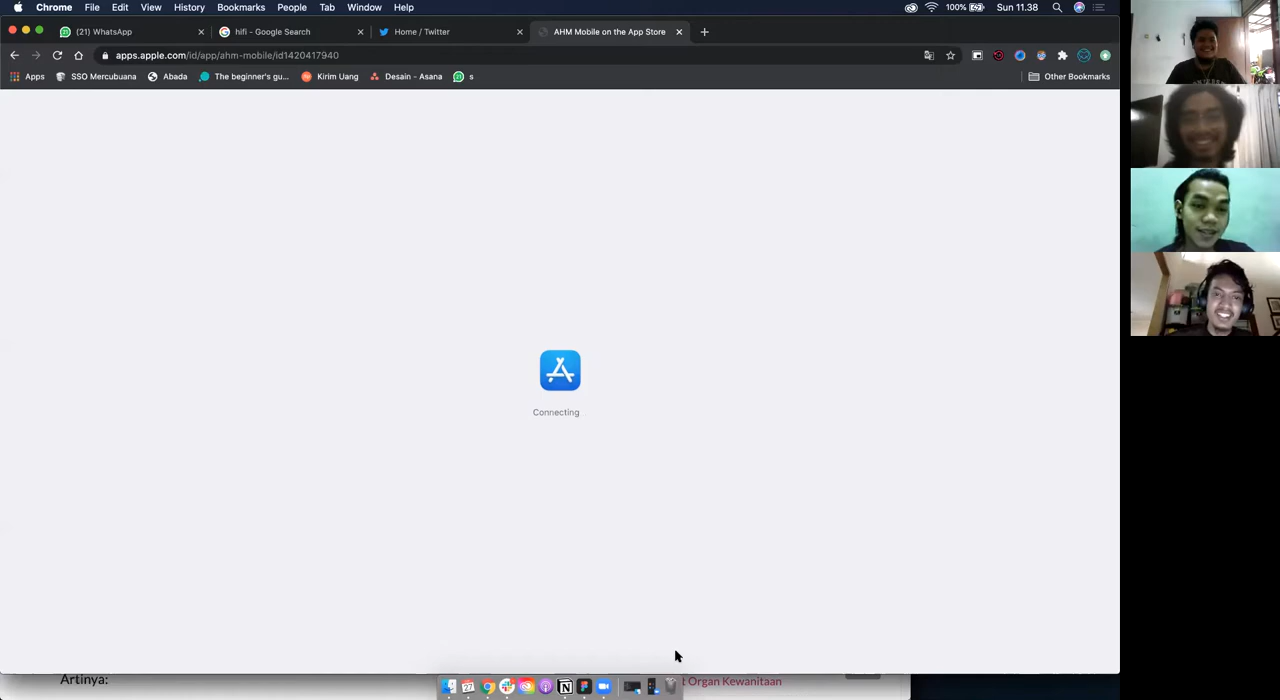 Chrome File Edit View History Bookmarks People Tab Window Help 100% Sun 11.38
(21) WhatsApp hifi - Google Search Home / Twitter AHM Mobile on the App Store
apps.apple.com/id/app/ahm-mobile/id1420417940
Apps SSO Mercubuana Abada The beginner's gu... Kirim Uang Desain - Asana s Other Bookmarks
Connecting
Artinya: Organ Kewanitaan